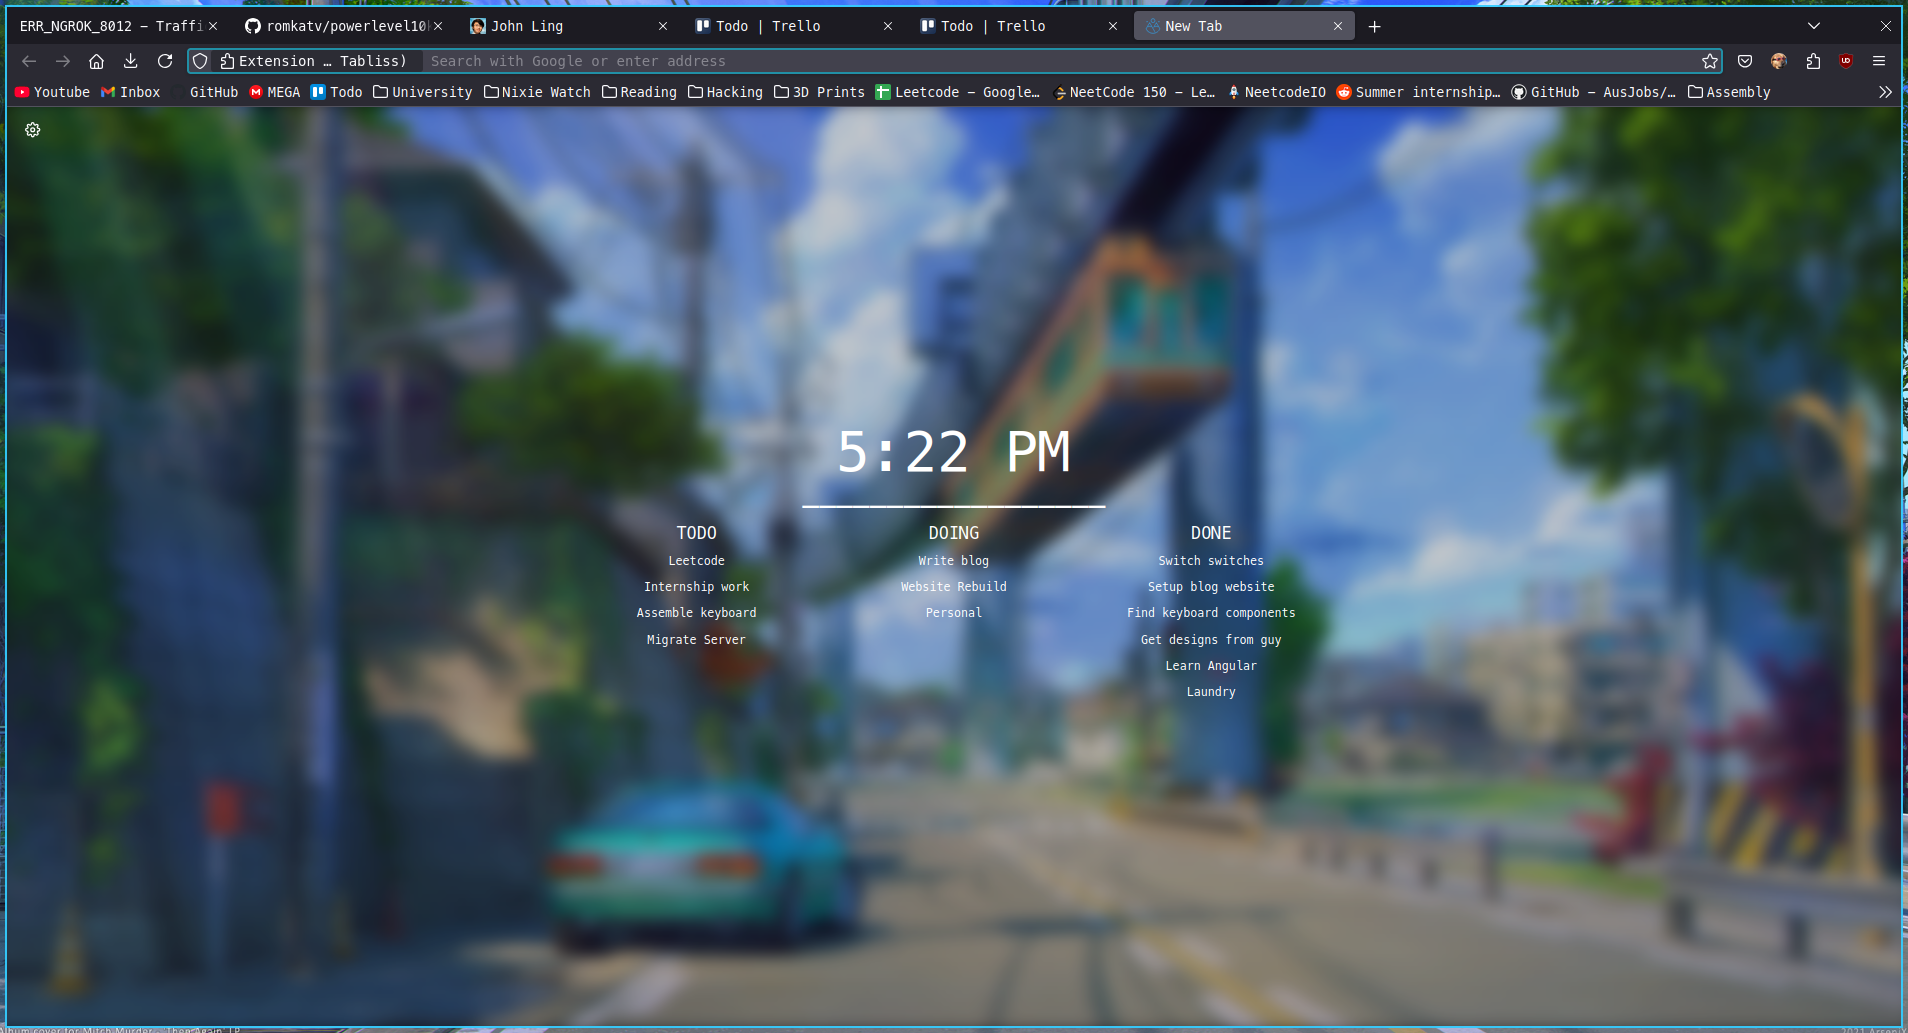 ERR_NGROK_8012 – Traffi
romkatv/powerlevel10
John Ling
Todo | Trello
Todo | Trello
New Tab
Extension … Tabliss)
Search with Google or enter address
Youtube
Inbox
GitHub
MEGA
Todo
University
Nixie Watch
Reading
Hacking
3D Prints
Leetcode – Google…
NeetCode 150 – Le…
NeetcodeIO
Summer internship…
GitHub – AusJobs/…
Assembly
5:22 PM
TODO
Leetcode
Internship work
Assemble keyboard
Migrate Server
DOING
Write blog
Website Rebuild
Personal
DONE
Switch switches
Setup blog website
Find keyboard components
Get designs from guy
Learn Angular
Laundry